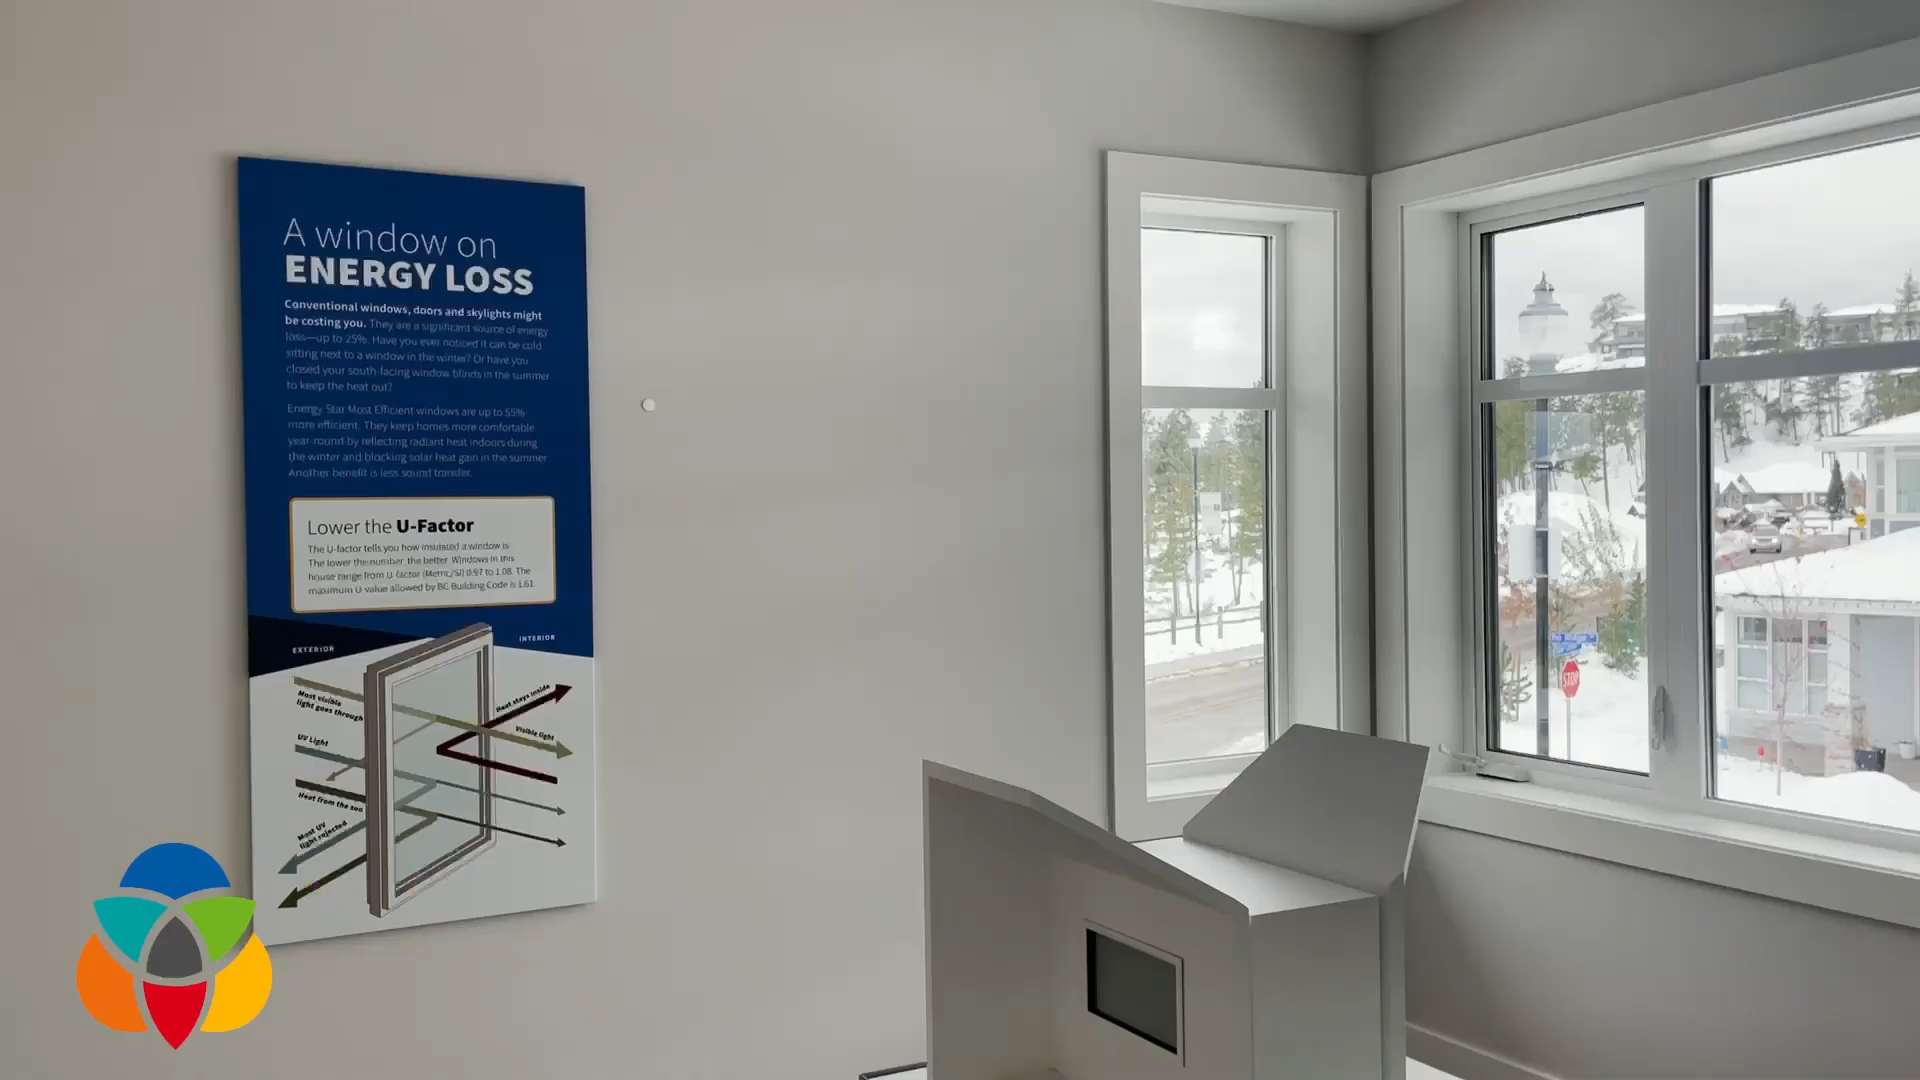 A window on
ENERGY LOSS
Conventional windows, doors and skylights might
be costing you. They are a significant source of energy
loss—up to 25%. Have you ever noticed it can be cold
sitting next to a window in the winter? Or have you
closed your south-facing window blinds in the summer
to keep the heat out?
Energy Star Most Efficient windows are up to 55%
more efficient. They keep homes more comfortable
year-round by reflecting radiant heat indoors during
the winter and blocking solar heat gain in the summer
Another benefit is less sound transfer.
Lower the U-Factor
The U-factor tells you how insulated a window is.
The lower the number, the better. Windows in this
house range from U-factor (Metric/SI) 0.97 to 1.08. The
maximum U-value allowed by BC Building Code is 1.61.
EXTERIOR
INTERIOR
Most visible
light goes through
Heat stays inside
Visible light
UV Light
Heat from the sun
Most UV
light rejected
Ridge
STOP